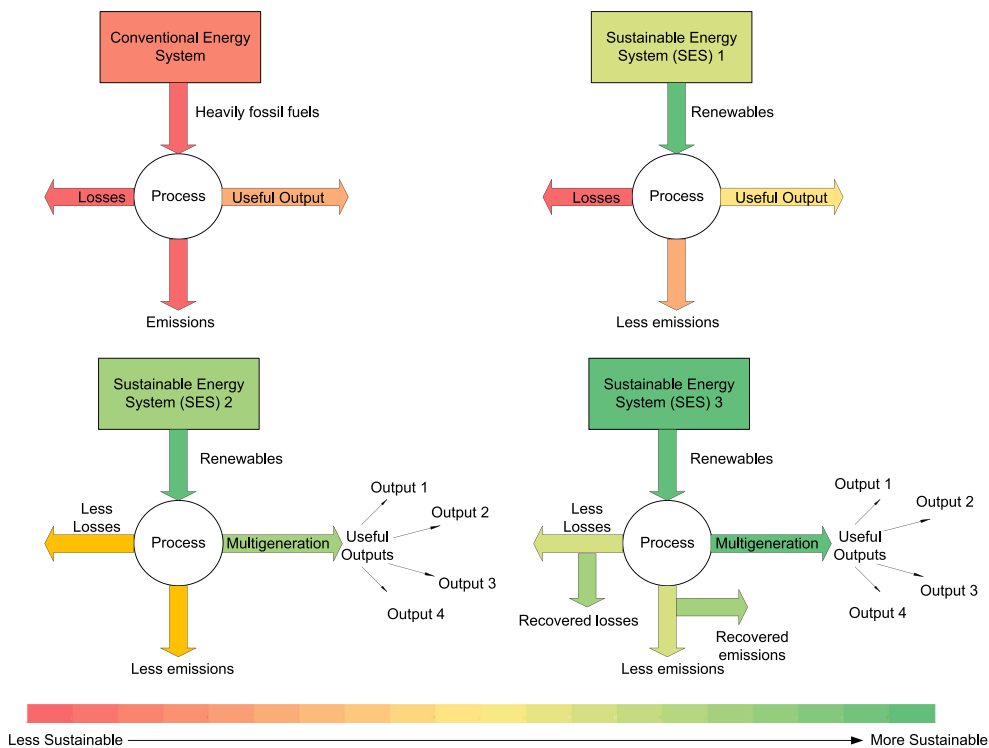 Conventional Energy
System
Heavily fossil fuels
Losses
Process
Useful Output
Emissions
Sustainable Energy
System (SES) 1
Renewables
Losses
Process
Useful Output
Less emissions
Sustainable Energy
System (SES) 2
Renewables
Less
Losses
Process
Multigeneration
Useful
Outputs
Output 1
Output 2
Output 3
Output 4
Less emissions
Sustainable Energy
System (SES) 3
Renewables
Less
Losses
Process
Multigeneration
Useful
Outputs
Output 1
Output 2
Output 3
Output 4
Recovered losses
Recovered
emissions
Less emissions
Less Sustainable
More Sustainable